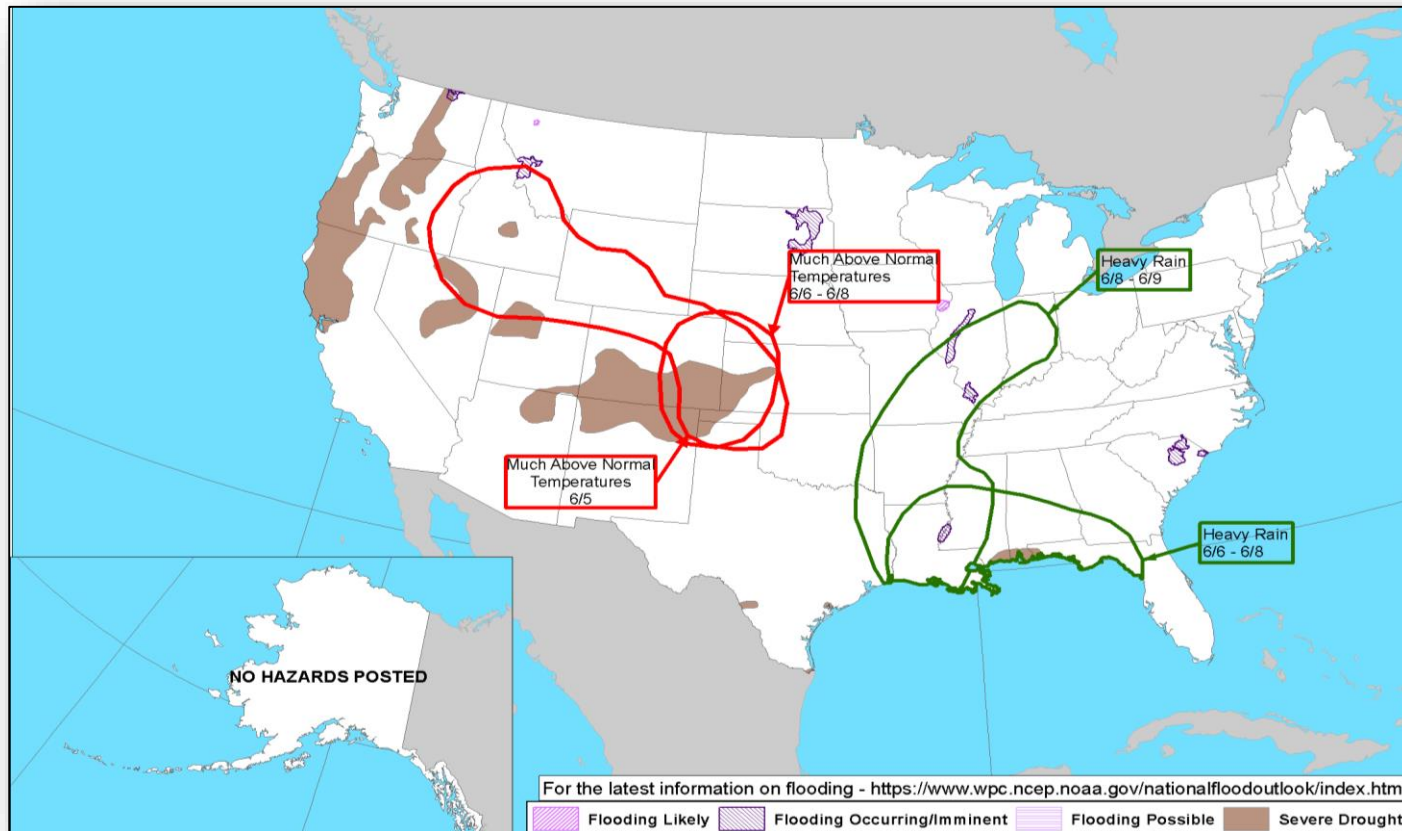 Much Above Normal
Temperatures
6/6 - 6/8
Heavy Rain
6/8 - 6/9
Much Above Normal
Temperatures
6/5
Heavy Rain
6/6 - 6/8
NO HAZARDS POSTED
For the latest information on flooding - https://www.wpc.ncep.noaa.gov/nationalfloodoutlook/index.htm
Flooding Likely
Flooding Occurring/Imminent
Flooding Possible
Severe Drought